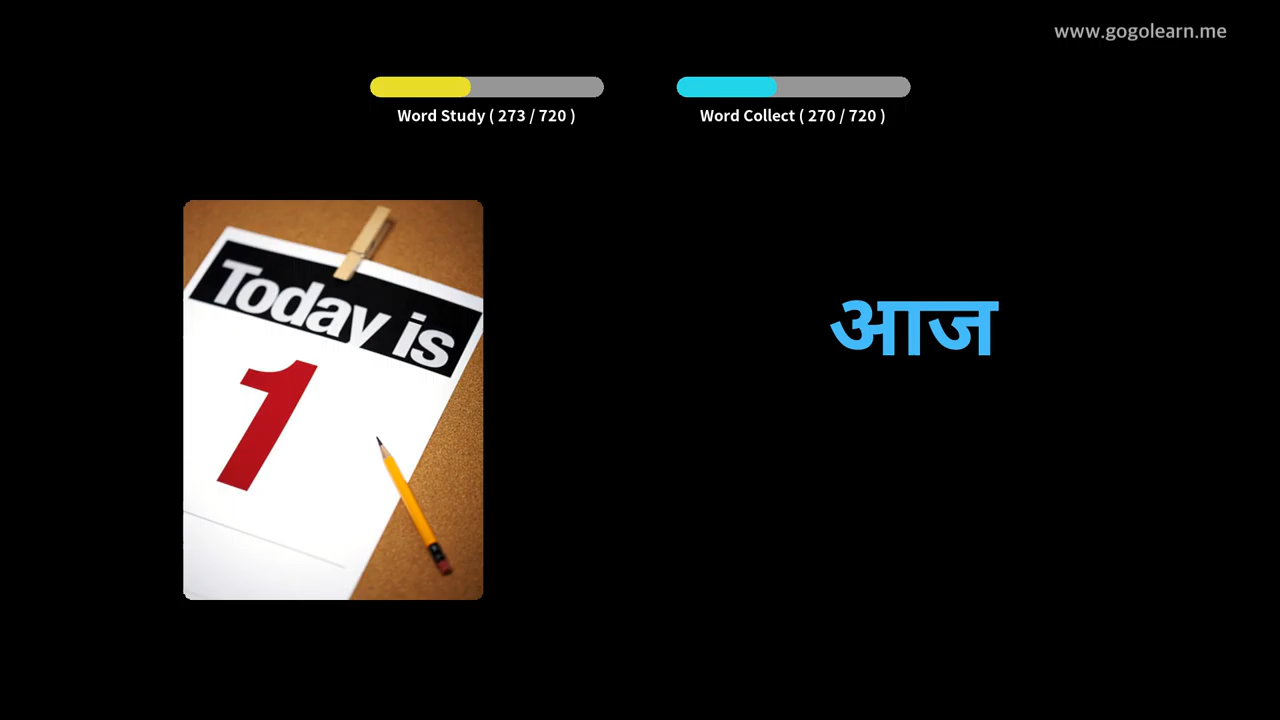 www.gogolearn.me
Word Study ( 273 / 720 )
Word Collect ( 270 / 720 )
Today is
1
आज